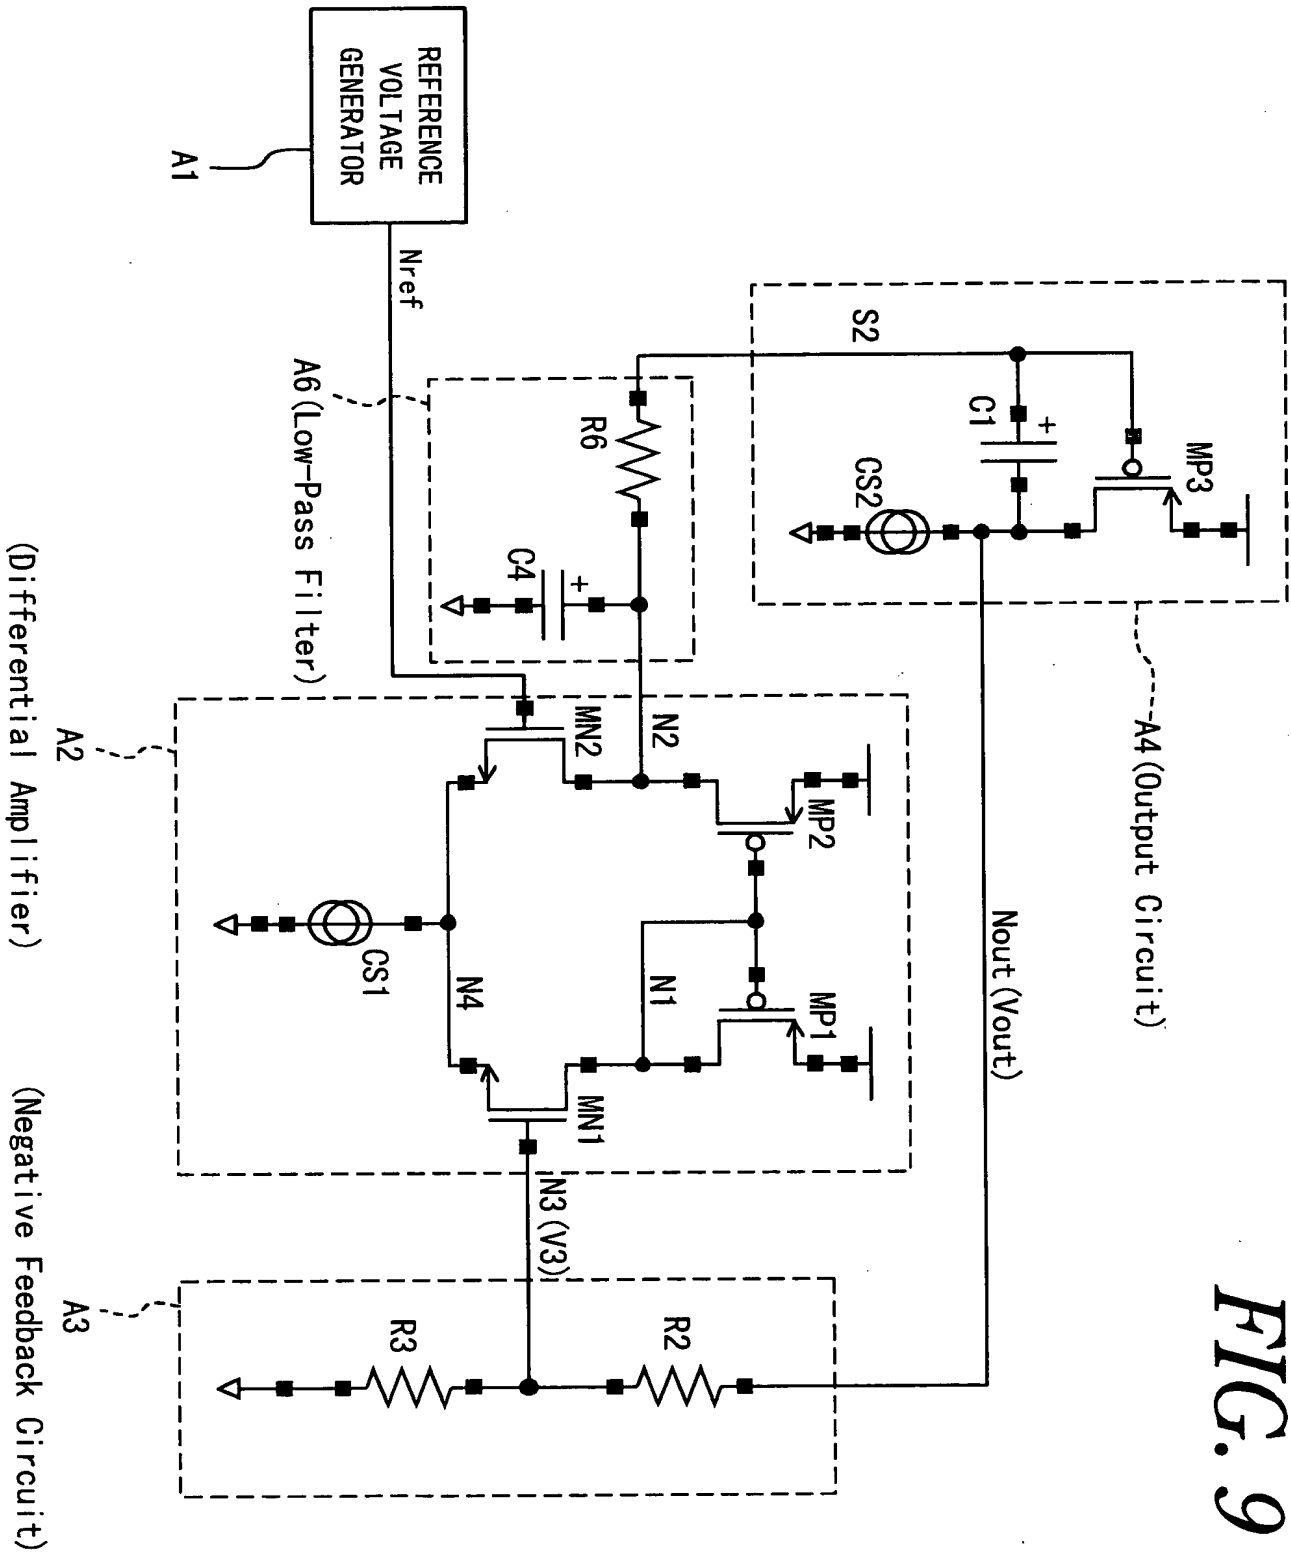 FIG. 9
A4(Output Circuit)
MP3
C1
+
CS2
S2
Nout(Vout)
REFERENCE
VOLTAGE
GENERATOR
A1
Nref
A6(Low-Pass Filter)
R6
C4
+
N2
MP2
MP1
N1
MN2
MN1
N4
CS1
A2
(Differential Amplifier)
N3(V3)
R2
R3
A3
(Negative Feedback Circuit)